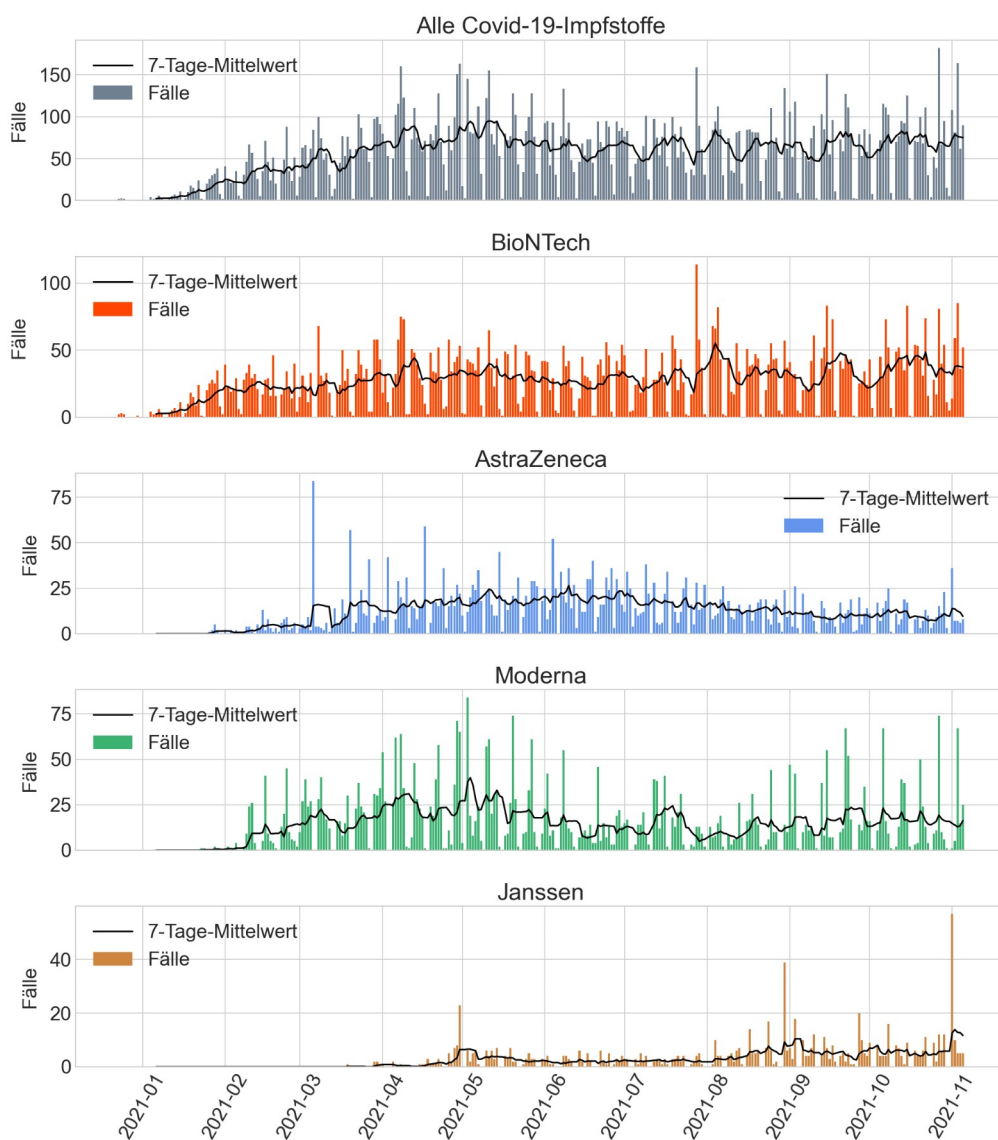 Alle Covid-19-Impfstoffe
Fälle
150
100
50
0
7-Tage-Mittelwert
Fälle
BioNTech
Fälle
100
50
0
7-Tage-Mittelwert
Fälle
AstraZeneca
Fälle
75
50
25
0
7-Tage-Mittelwert
Fälle
Moderna
Fälle
75
50
25
0
7-Tage-Mittelwert
Fälle
Janssen
Fälle
40
20
0
7-Tage-Mittelwert
Fälle
2021-01
2021-02
2021-03
2021-04
2021-05
2021-06
2021-07
2021-08
2021-09
2021-10
2021-11